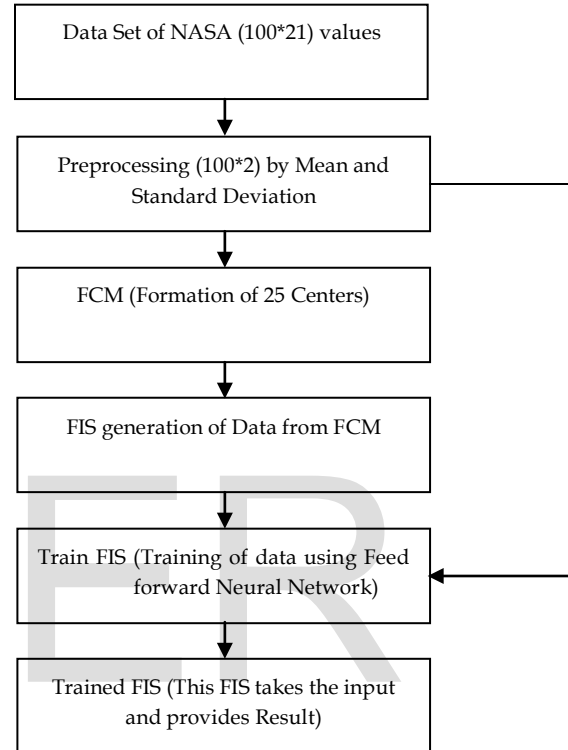 Data Set of NASA (100*21) values
Preprocessing (100*2) by Mean and
Standard Deviation
FCM (Formation of 25 Centers)
FIS generation of Data from FCM
ER
Train FIS (Training of data using Feed
forward Neural Network)
Trained FIS (This FIS takes the input
and provides Result)